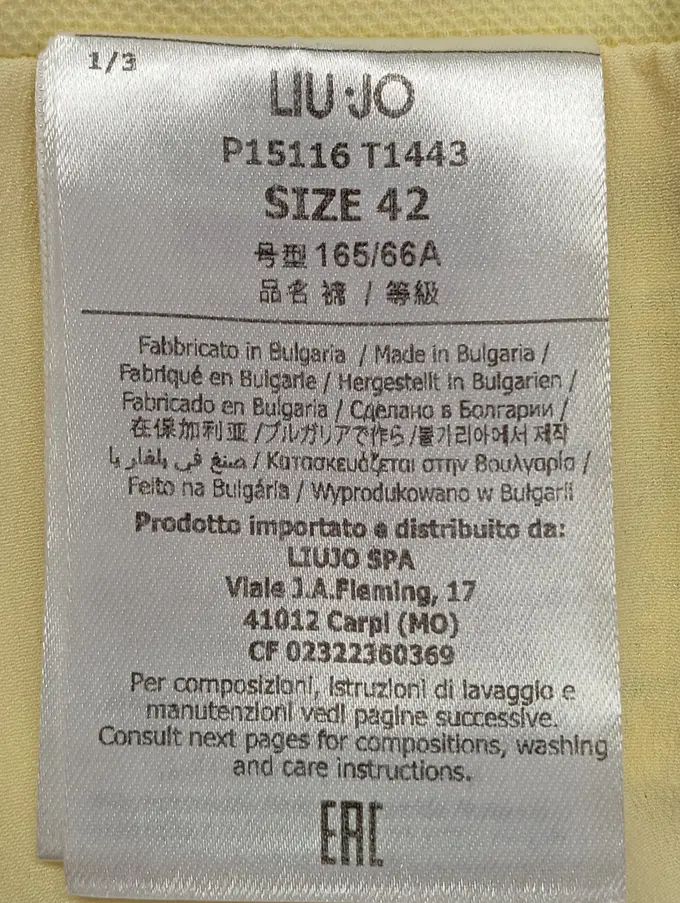 1/3
LIU·JO
P15116 T1443
SIZE 42
号型 165/66A
品名 裤 / 等級
Fabbricato in Bulgaria / Made in Bulgaria /
Fabriqué en Bulgarie / Hergestellt in Bulgarien /
Fabricado en Bulgaria / Сделано в Болгарии /
在保加利亚 /ブルガリアで作ら /불가리아에서 제작
صنع في بلغاريا / Κατασκευάζεται στην Βουλγαρία /
Feito na Bulgária / Wyprodukowano w Bułgarii
Prodotto importato e distribuito da:
LIUJO SPA
Viale J.A.Fleming, 17
41012 Carpi (MO)
CF 02322360369
Per composizioni, istruzioni di lavaggio e
manutenzioni vedi pagine successive.
Consult next pages for compositions, washing
and care instructions.
EAC